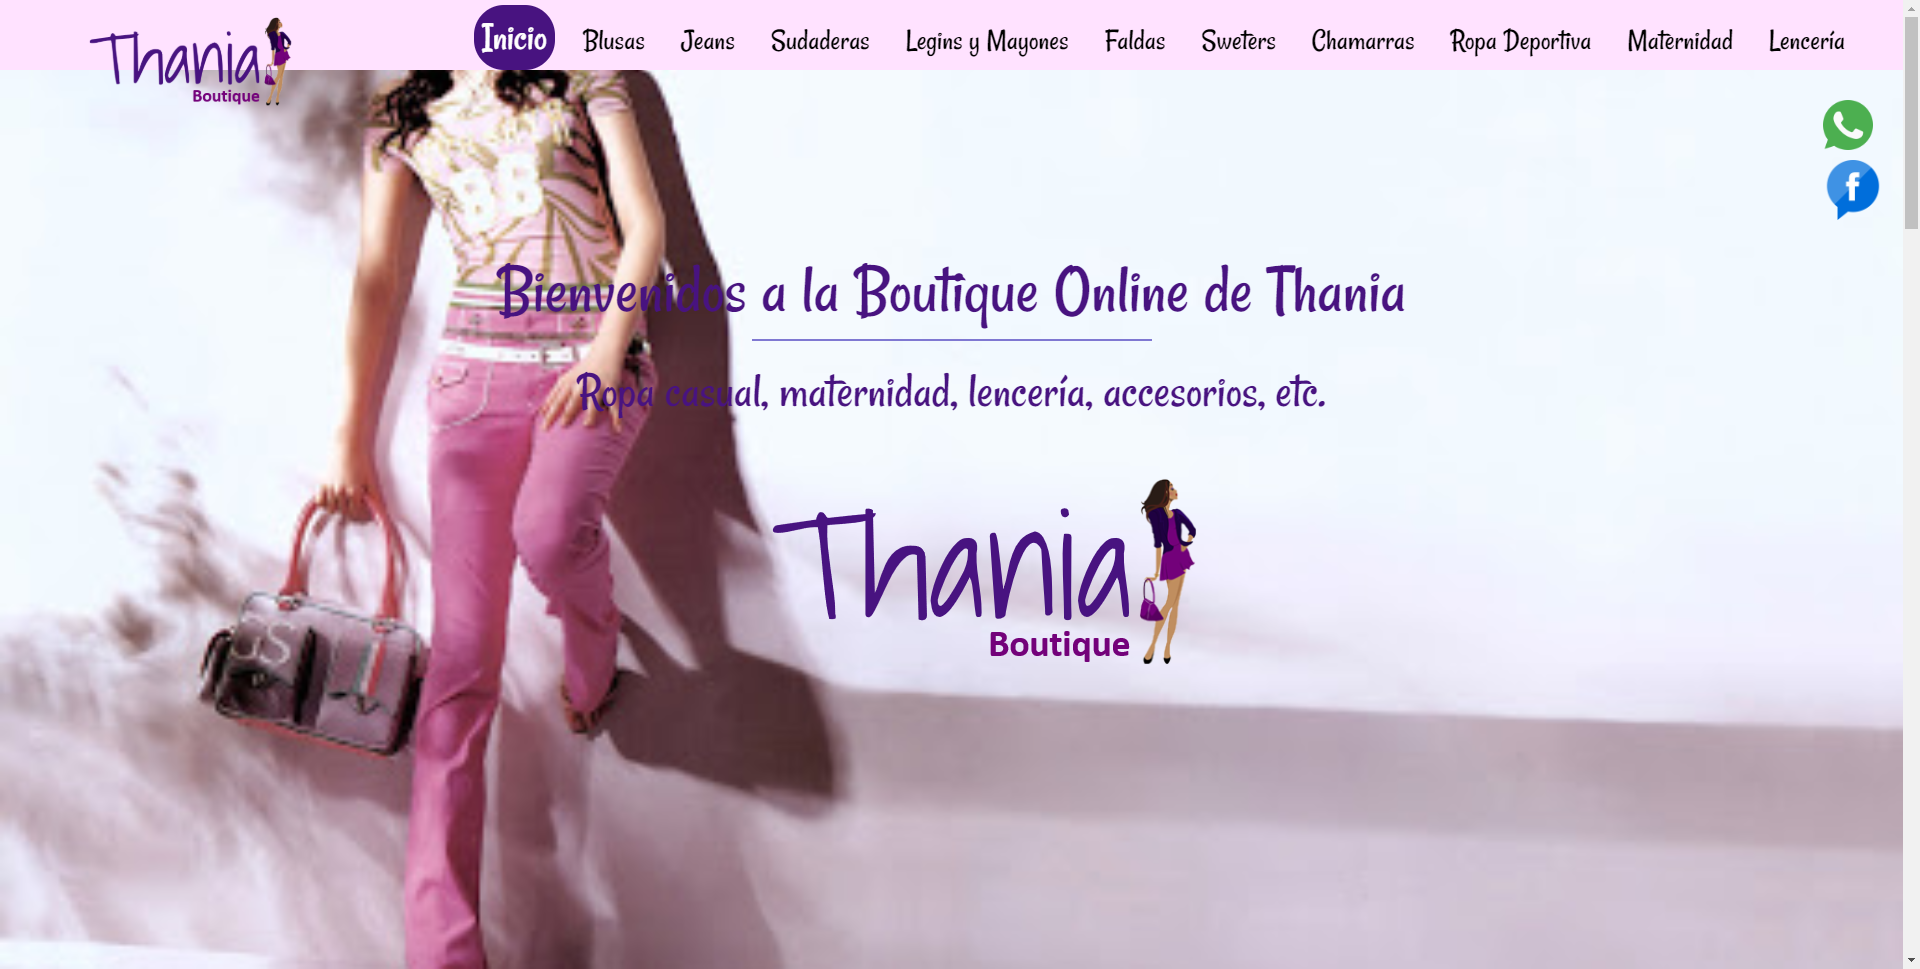 Thania
Boutique
Inicio Blusas Jeans Sudaderas Legins y Mayones Faldas Sweters Chamarras Ropa Deportiva Maternidad Lencería
88
Bienvenidos a la Boutique Online de Thania
Ropa casual, maternidad, lencería, accesorios, etc.
Thania
Boutique